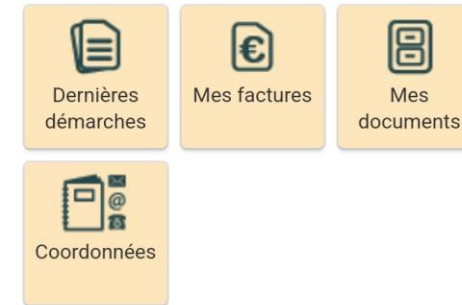 Dernières
démarches
Mes factures
Mes
documents
@
Coordonnées